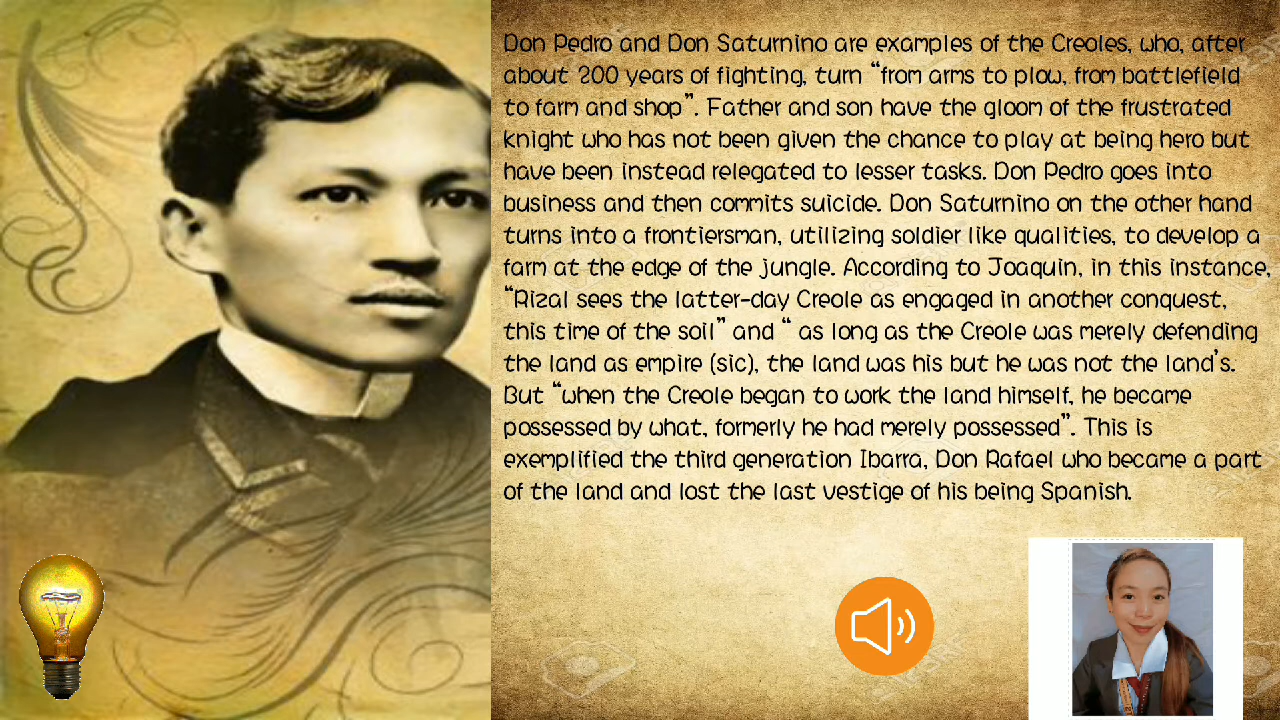 Don Pedro and Don Saturnino are examples of the Creoles, who, after
about 200 years of fighting, turn “from arms to plow, from battlefield
to farm and shop”. Father and son have the gloom of the frustrated
knight who has not been given the chance to play at being hero but
have been instead relegated to lesser tasks. Don Pedro goes into
business and then commits suicide. Don Saturnino on the other hand
turns into a frontiersman, utilizing soldier like qualities, to develop a
farm at the edge of the jungle. According to Joaquin, in this instance,
“Rizal sees the latter-day Creole as engaged in another conquest,
this time of the soil” and “ as long as the Creole was merely defending
the land as empire (sic), the land was his but he was not the land’s.
But “when the Creole began to work the land himself, he became
possessed by what, formerly he had merely possessed”. This is
exemplified the third generation Ibarra, Don Rafael who became a part
of the land and lost the last vestige of his being Spanish.